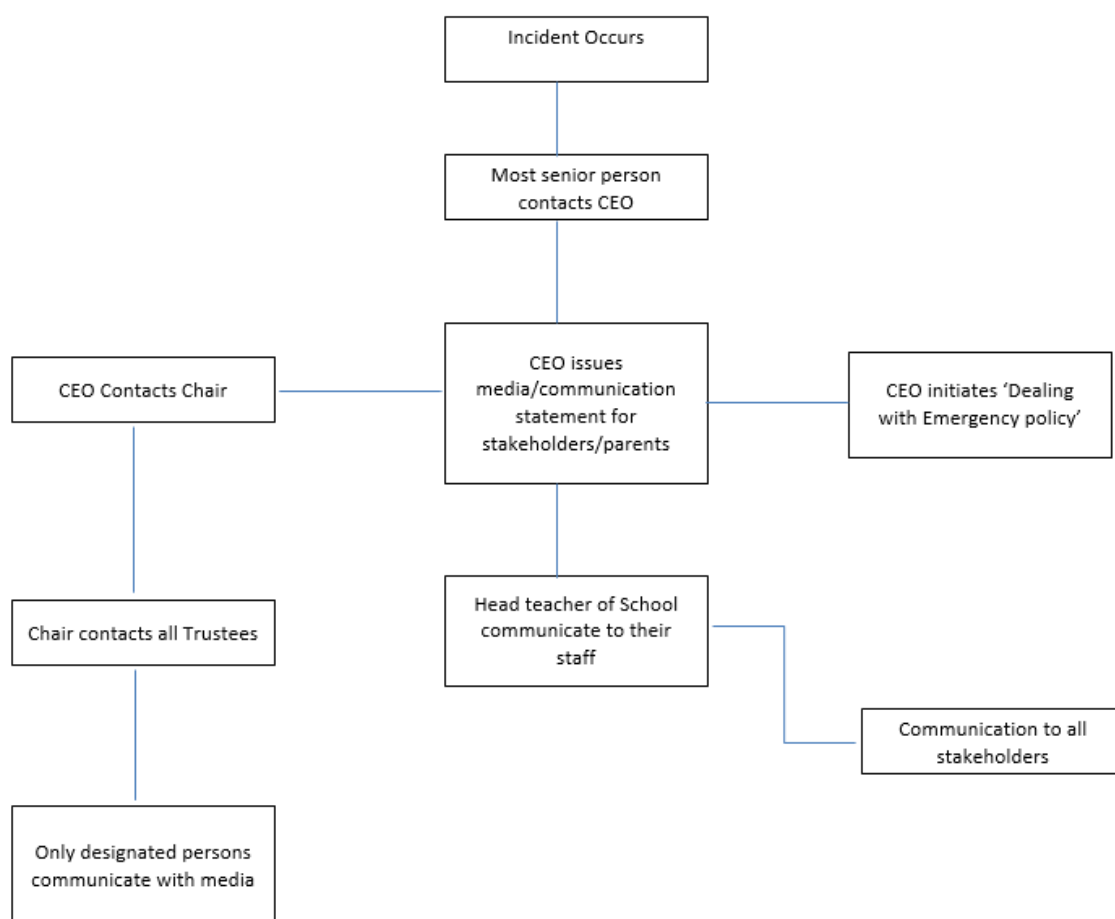 Incident Occurs
Most senior person
contacts CEO
CEO Contacts Chair
CEO issues
media/communication
statement for
stakeholders/parents
CEO initiates ‘Dealing
with Emergency policy’
Chair contacts all Trustees
Head teacher of School
communicate to their
staff
Communication to all
stakeholders
Only designated persons
communicate with media